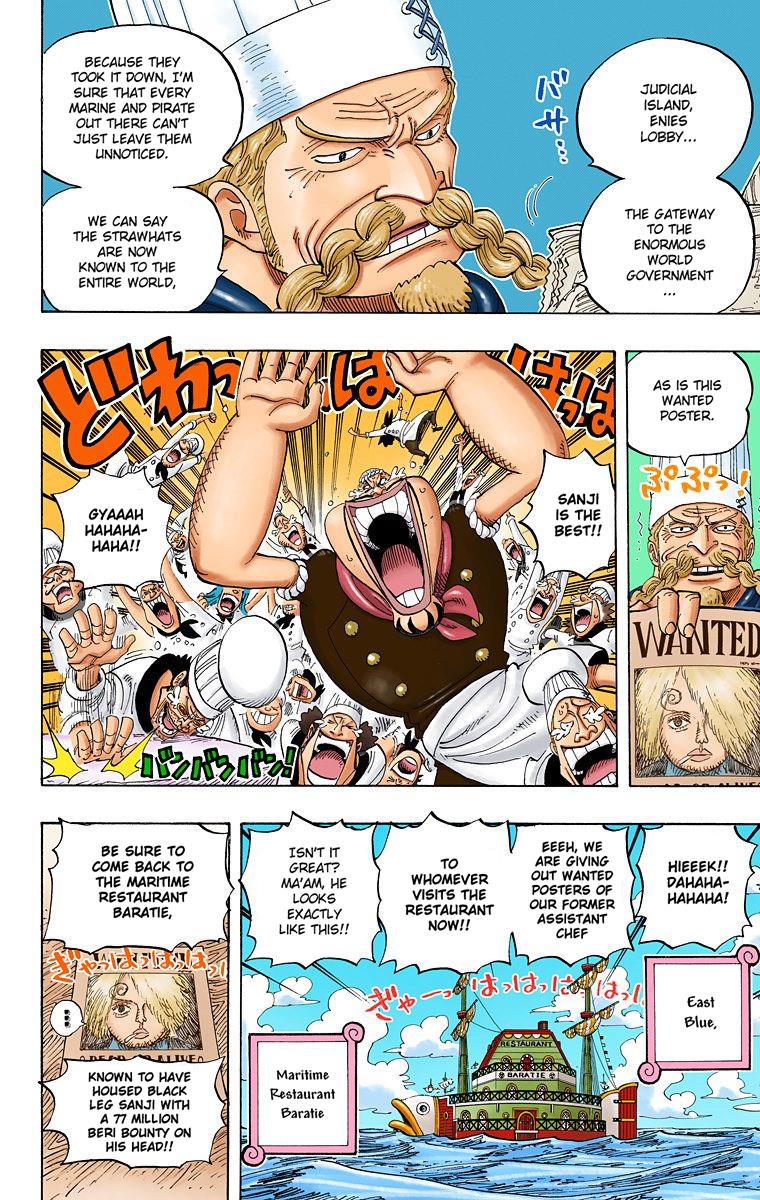 JUDICIAL
ISLAND,
ENIES
LOBBY...
THE GATEWAY
TO THE
ENORMOUS
WORLD
GOVERNMENT
...
バサ...
BECAUSE THEY
TOOK IT DOWN, I'M
SURE THAT EVERY
MARINE AND PIRATE
OUT THERE CAN'T
JUST LEAVE THEM
UNNOTICED.
WE CAN SAY
THE STRAWHATS
ARE NOW
KNOWN TO THE
ENTIRE WORLD,
AS IS THIS
WANTED
POSTER.
ぷぷぷっ!
WANTED
SANJI
IS THE
BEST!!
GYAAAH
HAHAHA-
HAHA!!
どわっはっはっはっは
バンバンバン!
HIEEEK!!
DAHAHA-
HAHAHA!
EEEH, WE
ARE GIVING
OUT WANTED
POSTERS OF
OUR FORMER
ASSISTANT
CHEF
TO
WHOMEVER
VISITS THE
RESTAURANT
NOW!!
ISN'T IT
GREAT?
MA'AM, HE
LOOKS
EXACTLY
LIKE THIS!!
ぎゃーっはっはっはっはっ!
East
Blue,
RESTAURANT
BARATIE
Maritime
Restaurant
Baratie
BE SURE TO
COME BACK TO
THE MARITIME
RESTAURANT
BARATIE,
ぎゃっはっはっはっ
...
KNOWN TO HAVE
HOUSED BLACK
LEG SANJI WITH
A 77 MILLION
BERI BOUNTY ON
HIS HEAD!!